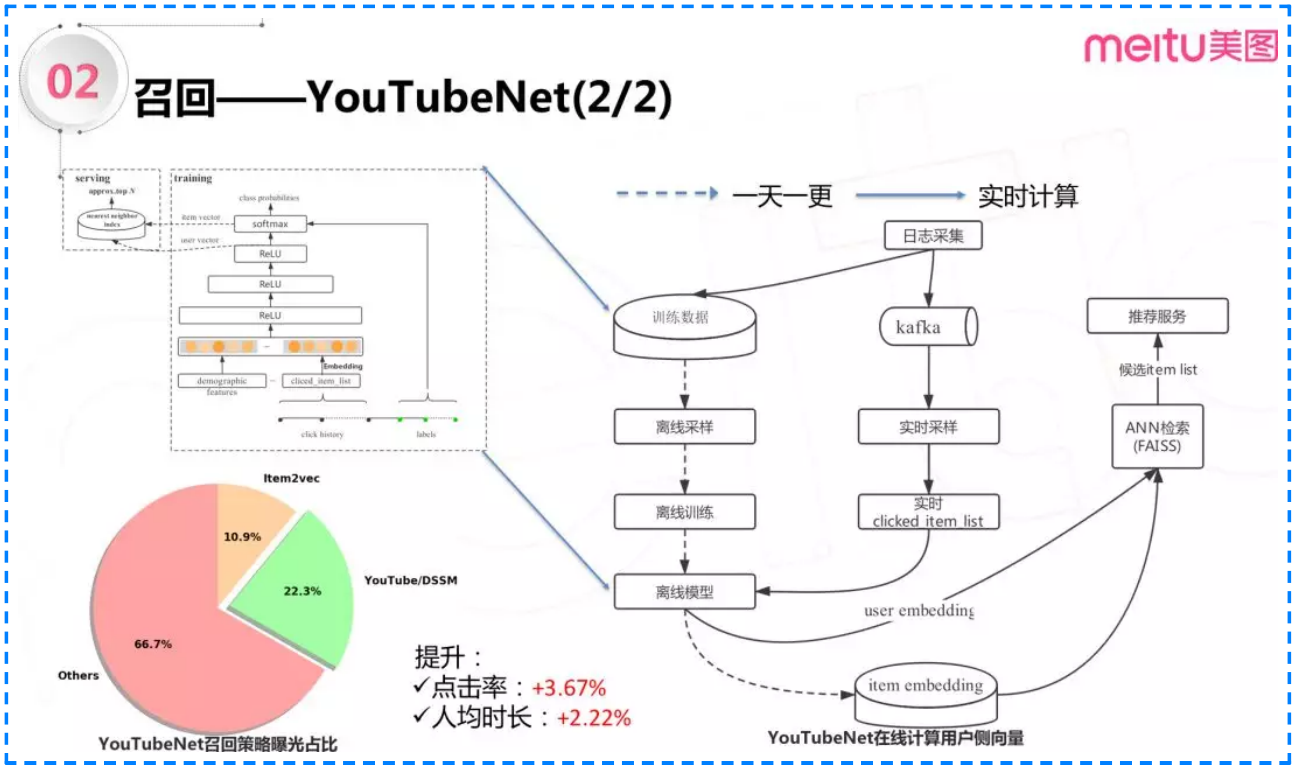 02
召回——YouTubeNet(2/2)
meitu美图
serving
approx.top N
nearest neighbor
index
training
class probabilities
item vector
softmax
user vector
ReLU
ReLU
ReLU
Embedding
demographic
features
cliced_item_list
click history
labels
一天一更
实时计算
日志采集
训练数据
kafka
推荐服务
候选item list
离线采样
实时采样
ANN检索
(FAISS)
离线训练
实时
clicked_item_list
离线模型
user embedding
item embedding
YouTubeNet在线计算用户侧向量
Item2vec
10.9%
YouTube/DSSM
22.3%
66.7%
Others
YouTubeNet召回策略曝光占比
提升：
✓点击率：+3.67%
✓人均时长：+2.22%